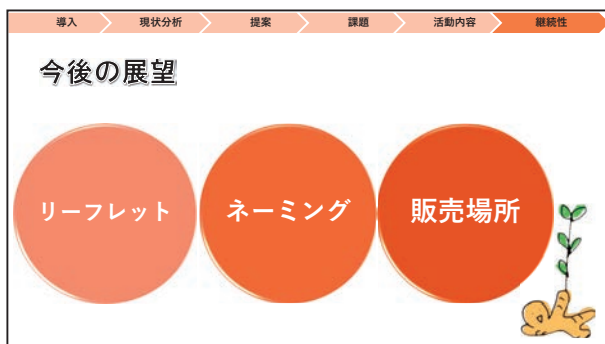 導入 現状分析 提案 課題 活動内容 継続性
今後の展望
リーフレット ネーミング 販売場所